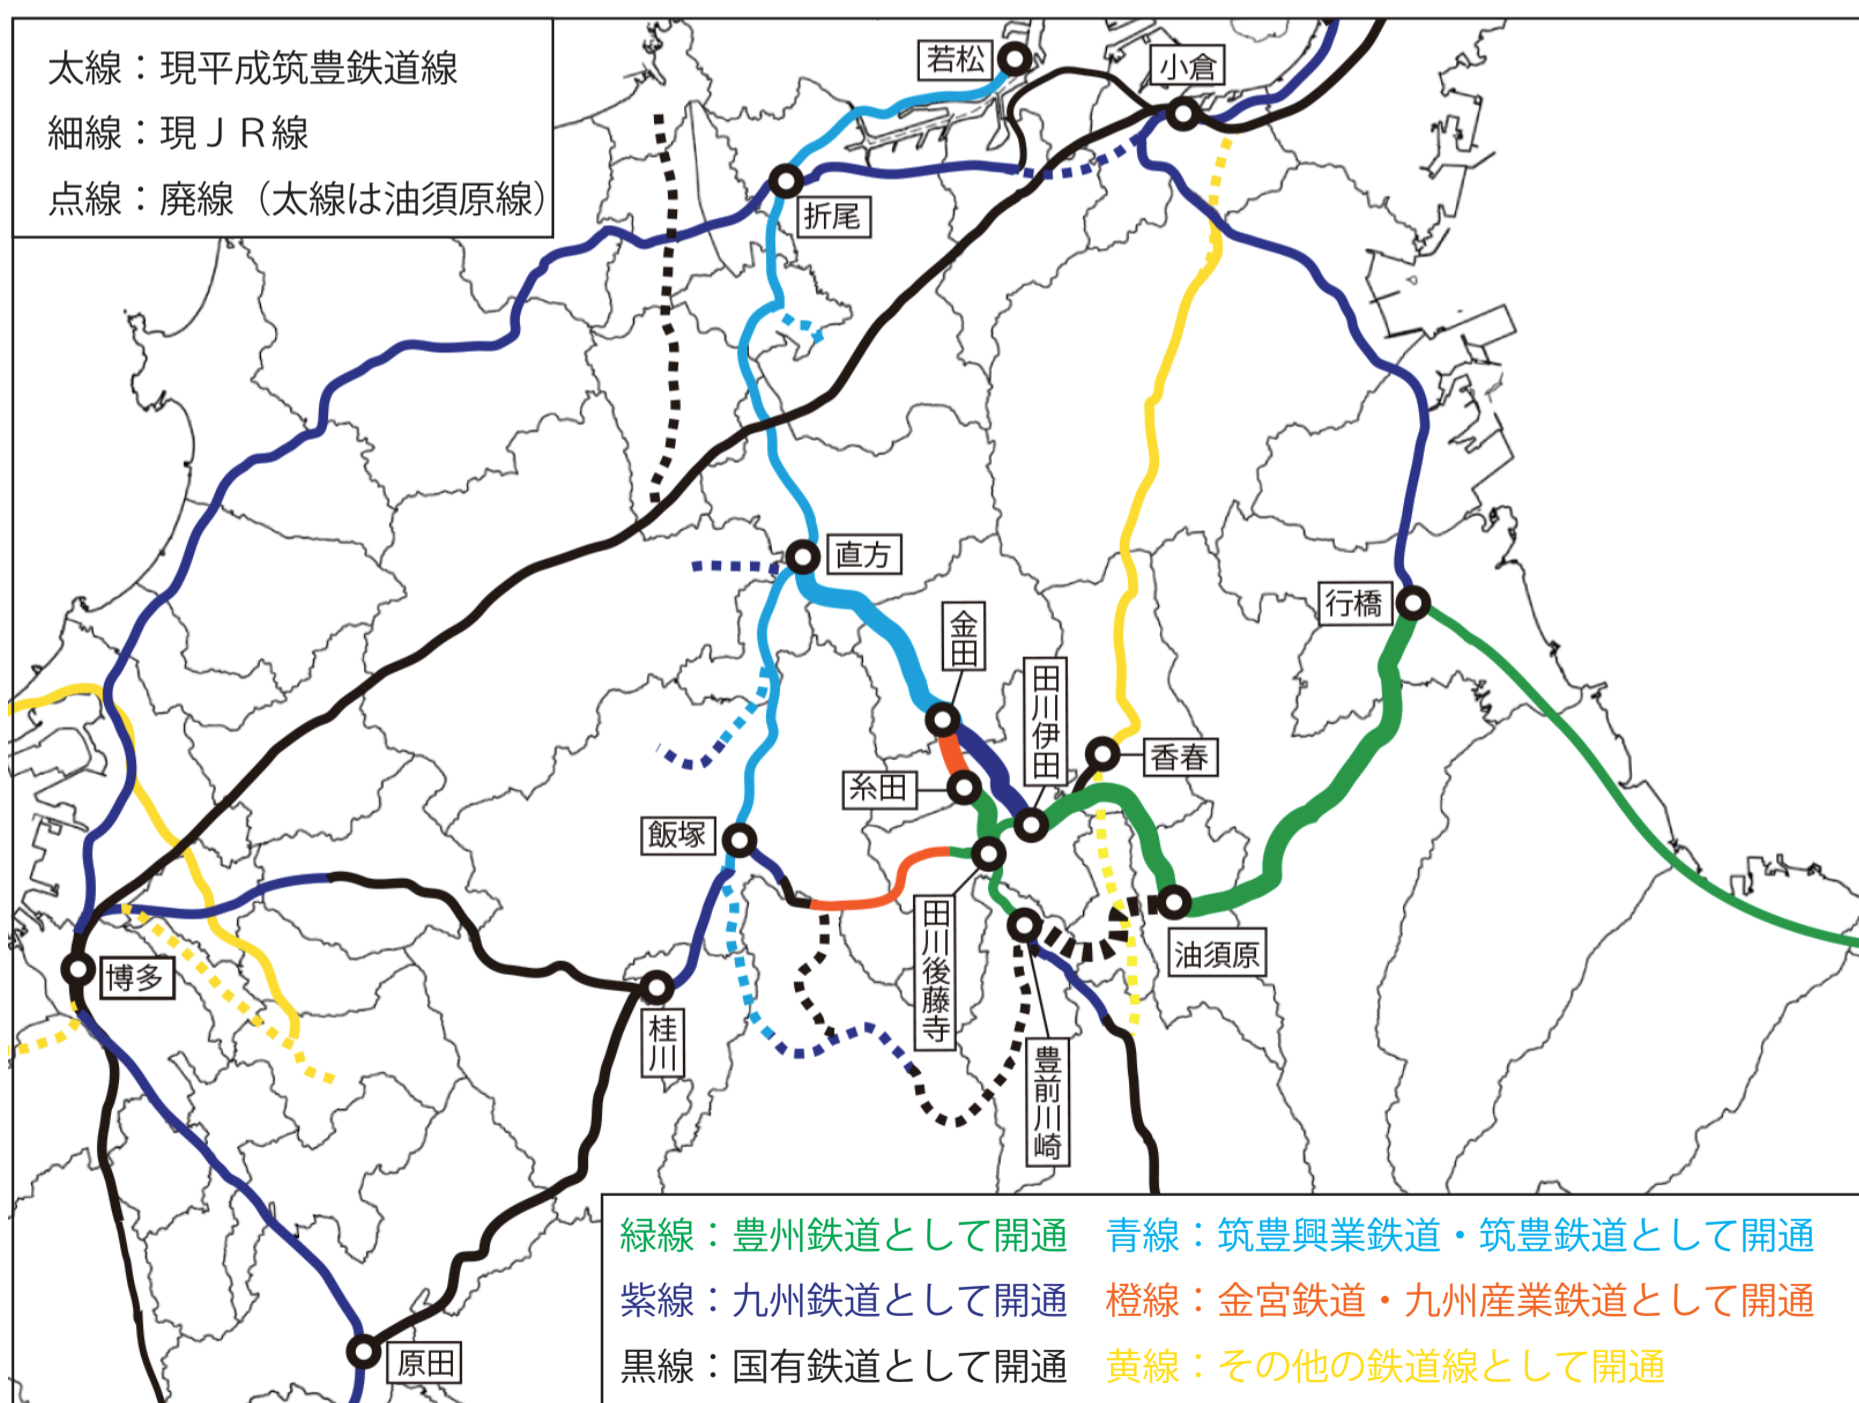 太線：現平成筑豊鉄道線
細線：現ＪＲ線
点線：廃線（太線は油須原線）
若松
小倉
折尾
直方
行橋
金田
田川伊田
香春
糸田
飯塚
田川後藤寺
油須原
博多
桂川
豊前川崎
原田
緑線：豊州鉄道として開通
青線：筑豊興業鉄道・筑豊鉄道として開通
紫線：九州鉄道として開通
橙線：金宮鉄道・九州産業鉄道として開通
黒線：国有鉄道として開通
黄線：その他の鉄道線として開通